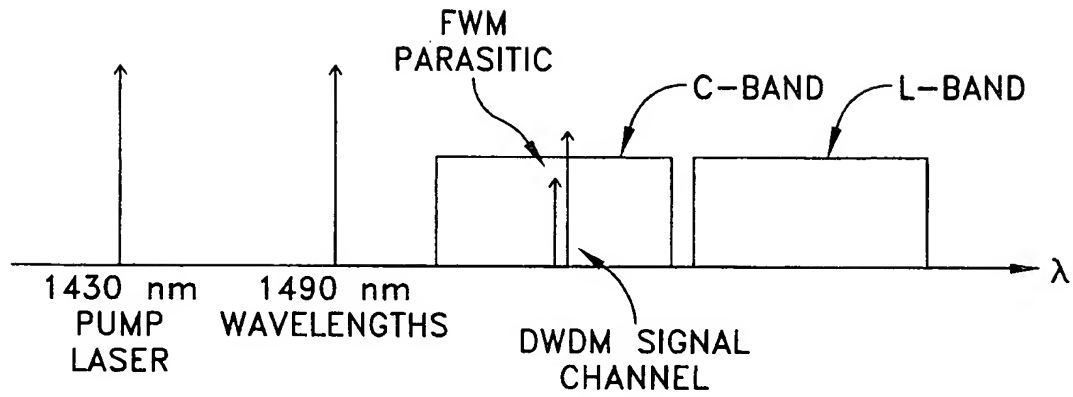 FWM
PARASITIC
C-BAND
L-BAND
1430 nm
PUMP
LASER
1490 nm
WAVELENGTHS
λ
DWDM SIGNAL
CHANNEL